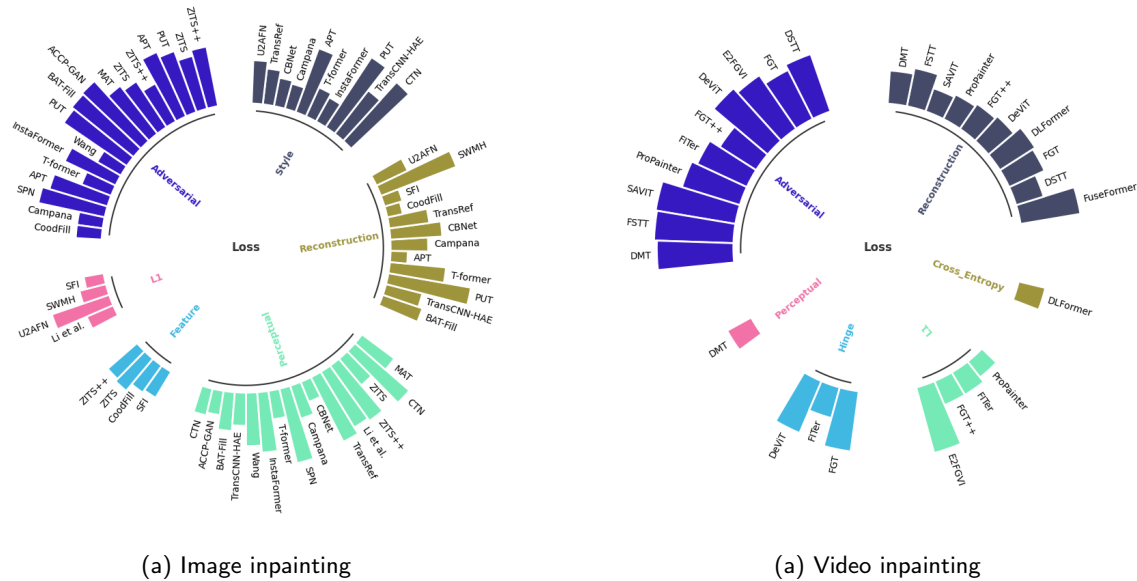 U2AFN
TransRef
CBNet
Campana
APT
T-former
InstaFormer
PUT
TransCNN-HAE
CTN
Style
U2AFN
SWMH
SFI
CoodFill
TransRef
CBNet
Campana
APT
T-former
PUT
TransCNN-HAE
BAT-Fill
Reconstruction
MAT
CTN
ZITS
ZITS++
Li et al.
TransRef
CBNet
Campana
SPN
T-former
InstaFormer
Wang
TransCNN-HAE
BAT-Fill
ACCP-GAN
CTN
Perceptual
SFI
CoodFill
ZITS
ZITS++
Feature
Li et al.
U2AFN
SWMH
SFI
L1
CoodFill
Campana
SPN
APT
T-former
InstaFormer
Wang
PUT
BAT-Fill
ACCP-GAN
MAT
ZITS
ZITS++
APT
PUT
ZITS
ZITS++
Adversarial
Loss
(a) Image inpainting
DMT
FSTT
SAVIT
ProPainter
FGT++
DeViT
DLFormer
FGT
DSTT
FuseFormer
Reconstruction
DLFormer
Cross_Entropy
ProPainter
FITer
FGT++
E2FGVI
L1
FGT
FITer
DeViT
Hinge
DMT
Perceptual
DMT
FSTT
SAVIT
ProPainter
FITer
FGT++
DeViT
E2FGVI
FGT
DSTT
Adversarial
Loss
(a) Video inpainting